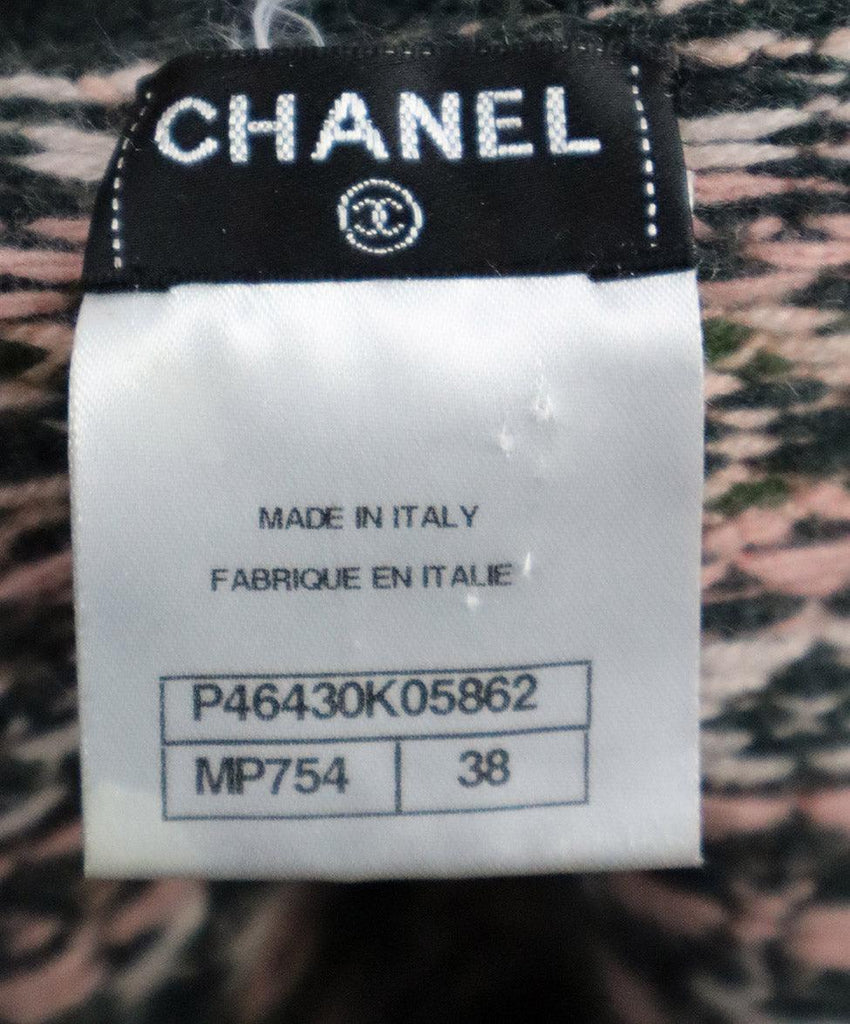 CHANEL
MADE IN ITALY
FABRIQUE EN ITALIE
P46430K05862
MP754 38